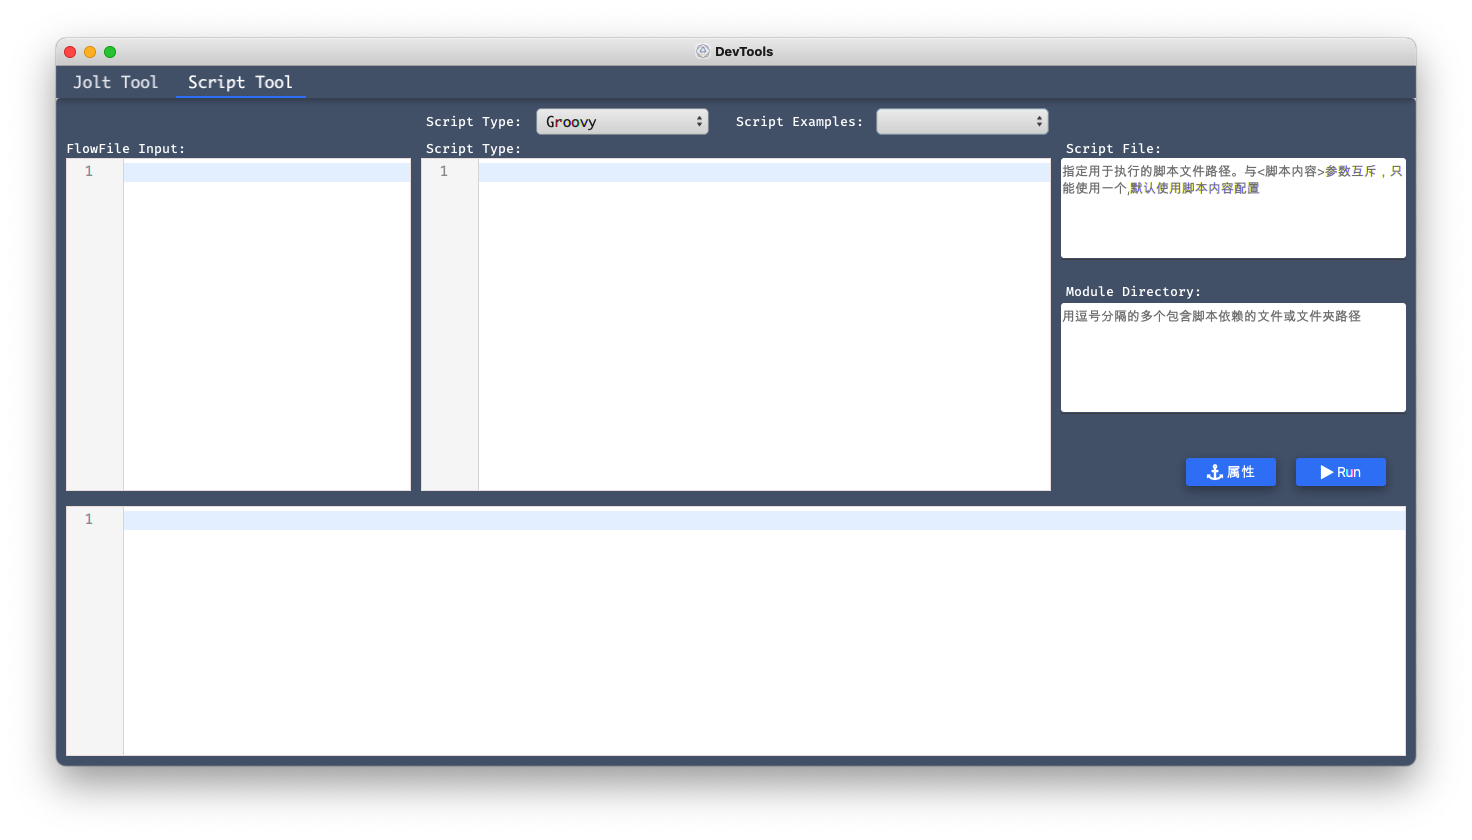 DevTools
Jolt Tool
Script Tool
Script Type:
Groovy
Script Examples:
FlowFile Input:
1
Script Type:
1
Script File:
指定用于执行的脚本文件路径。与<脚本内容>参数互斥，只
能使用一个,默认使用脚本内容配置
Module Directory:
用逗号分隔的多个包含脚本依赖的文件或文件夹路径
属性
Run
1